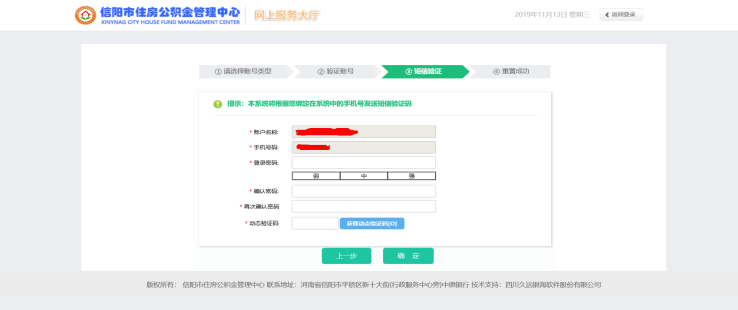 信阳市住房公积金管理中心 网上服务大厅
XINYNAG CITY HOUSE FUND MANAGEMENT CENTER
2019年11月13日 星期三 返回登录
① 请选择账号类型 ② 验证账号 ③ 短信验证 ④ 重置成功
提示：本系统将根据您绑定在系统中的手机号发送短信验证码
* 账户名称:
* 手机号码:
* 登录密码:
弱 中 强
* 确认密码:
* 再次确认密码
* 动态验证码 获取动态验证码[O]
上一步 确 定
版权所有： 信阳市住房公积金管理中心 联系地址：河南省信阳市平桥区新十大街(行政服务中心旁)中原银行 技术支持：四川久远银海软件股份有限公司